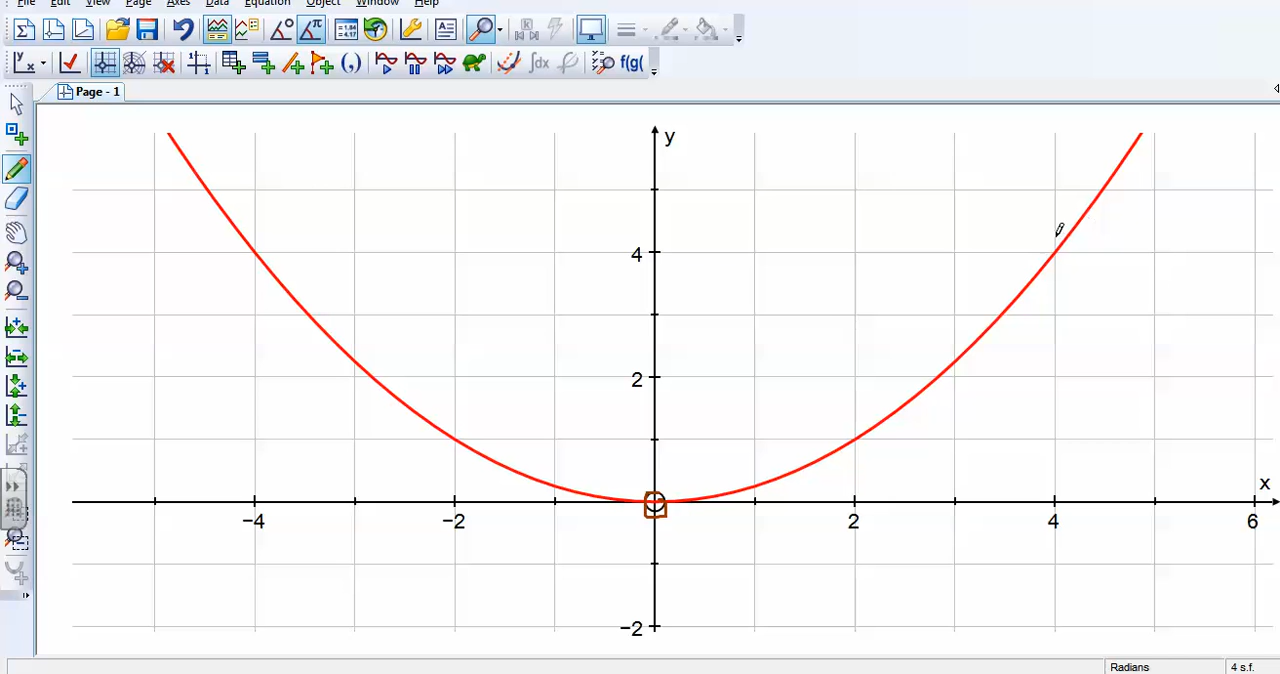 File Edit View Page Axes Data Equation Object Window Help
Page - 1
y
4
2
x
−4 −2 2 4 6
−2
Radians 4 s.f.